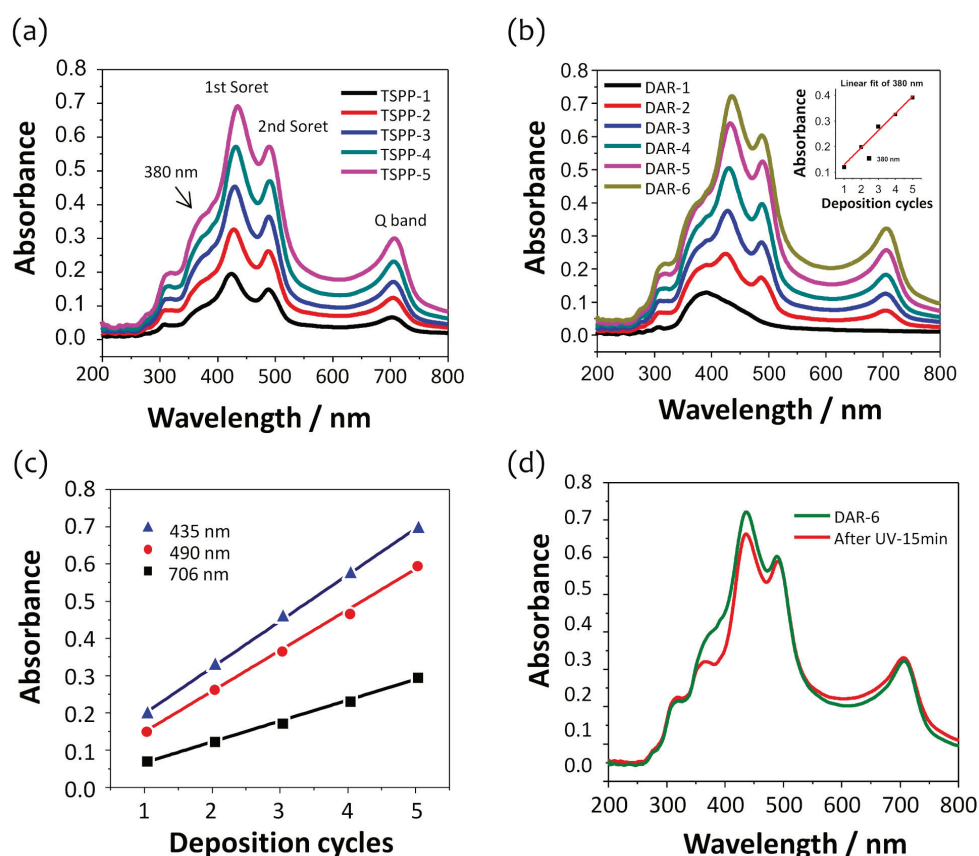 (a)
0.8
0.7
0.6
0.5
0.4
0.3
0.2
0.1
0.0
Absorbance
1st Soret
2nd Soret
380 nm
Q band
TSPP-1
TSPP-2
TSPP-3
TSPP-4
TSPP-5
200 300 400 500 600 700 800
Wavelength / nm
(b)
0.8
0.7
0.6
0.5
0.4
0.3
0.2
0.1
0.0
Absorbance
DAR-1
DAR-2
DAR-3
DAR-4
DAR-5
DAR-6
Linear fit of 380 nm
0.4
0.3
0.2
0.1
Absorbance
380 nm
1 2 3 4 5
Deposition cycles
200 300 400 500 600 700 800
Wavelength / nm
(c)
0.8
0.7
0.6
0.5
0.4
0.3
0.2
0.1
0.0
Absorbance
435 nm
490 nm
706 nm
1 2 3 4 5
Deposition cycles
(d)
0.8
0.7
0.6
0.5
0.4
0.3
0.2
0.1
0.0
Absorbance
DAR-6
After UV-15min
200 300 400 500 600 700 800
Wavelength / nm